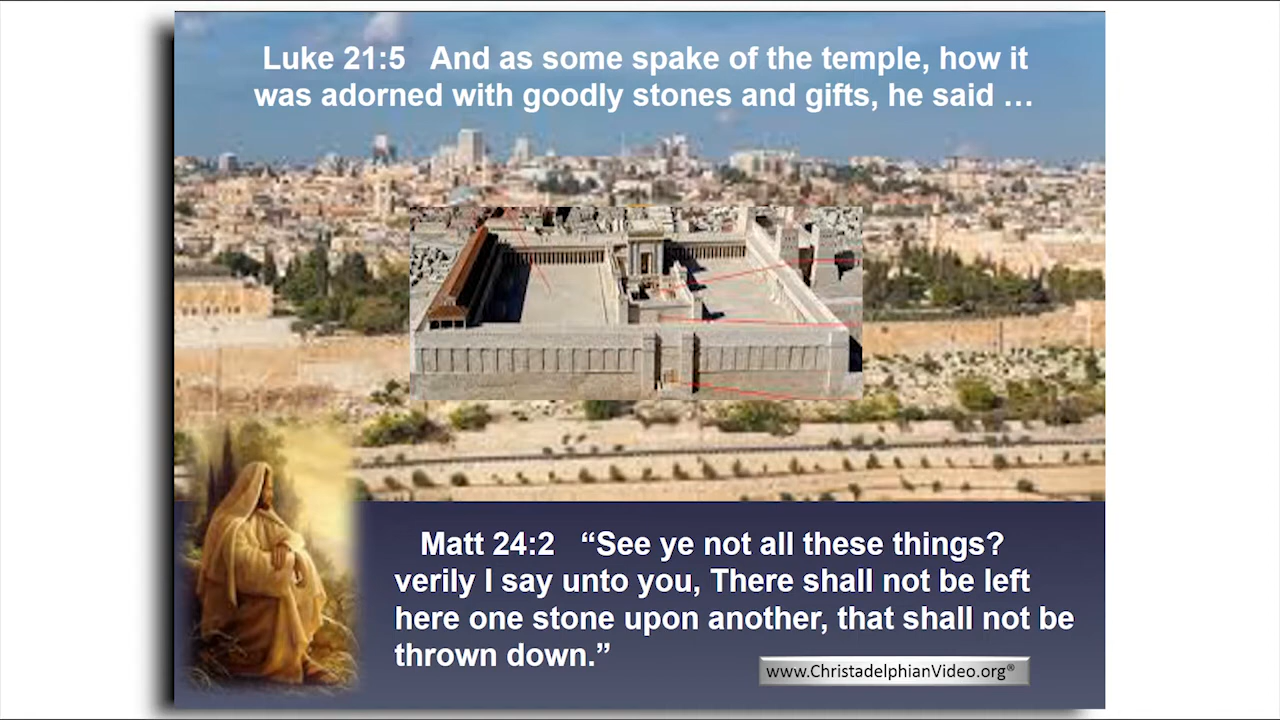 Luke 21:5 And as some spake of the temple, how it
was adorned with goodly stones and gifts, he said …
Matt 24:2 “See ye not all these things?
verily I say unto you, There shall not be left
here one stone upon another, that shall not be
thrown down.”
www.ChristadelphianVideo.org®